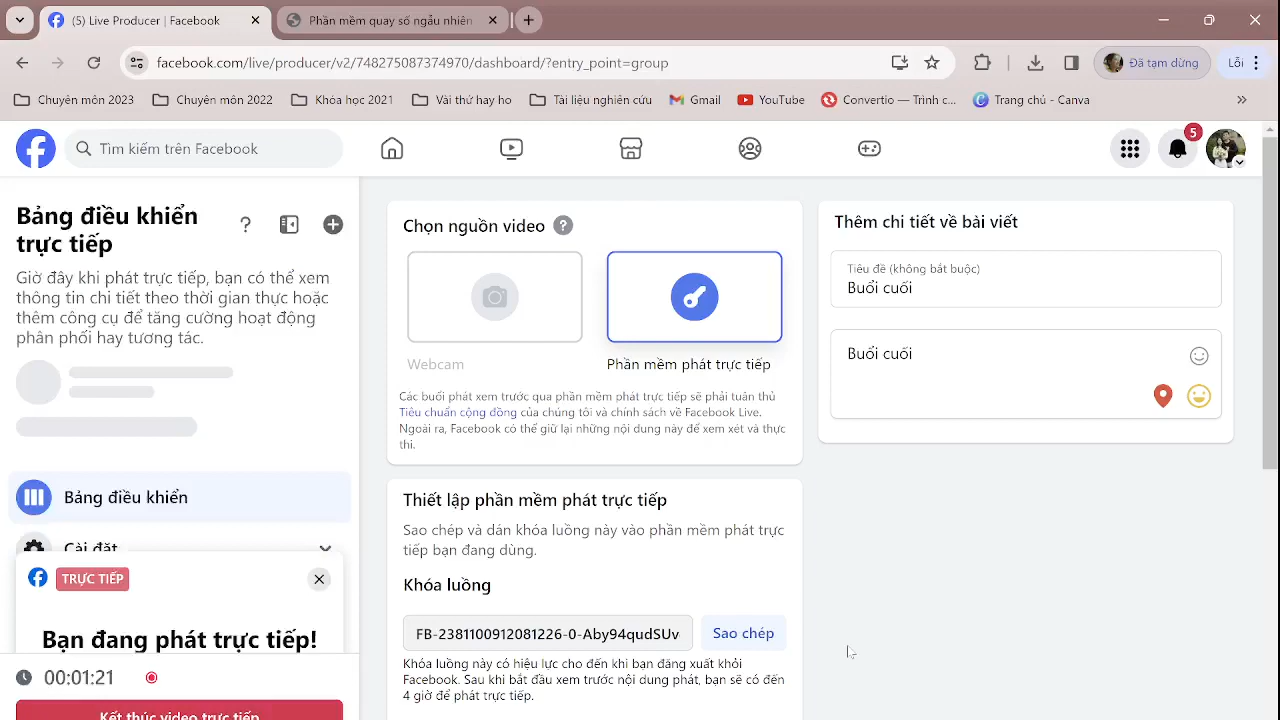 (5) Live Producer | Facebook
Phần mềm quay số ngẫu nhiên
facebook.com/live/producer/v2/748275087374970/dashboard/?entry_point=group
Đã tạm dừng
Lỗi
Chuyên môn 2023
Chuyên môn 2022
Khóa học 2021
Vài thứ hay ho
Tài liệu nghiên cứu
Gmail
YouTube
Convertio — Trình c...
Trang chủ - Canva
Tìm kiếm trên Facebook
5
Bảng điều khiển
trực tiếp
Giờ đây khi phát trực tiếp, bạn có thể xem
thông tin chi tiết theo thời gian thực hoặc
thêm công cụ để tăng cường hoạt động
phân phối hay tương tác.
Bảng điều khiển
Cài đặt
TRỰC TIẾP
Bạn đang phát trực tiếp!
00:01:21
Kết thúc video trực tiếp
Chọn nguồn video
Webcam
Phần mềm phát trực tiếp
Các buổi phát xem trước qua phần mềm phát trực tiếp sẽ phải tuân thủ
Tiêu chuẩn cộng đồng của chúng tôi và chính sách về Facebook Live.
Ngoài ra, Facebook có thể giữ lại những nội dung này để xem xét và thực
thi.
Thiết lập phần mềm phát trực tiếp
Sao chép và dán khóa luồng này vào phần mềm phát trực
tiếp bạn đang dùng.
Khóa luồng
FB-2381100912081226-0-Aby94qudSUv
Sao chép
Khóa luồng này có hiệu lực cho đến khi bạn đăng xuất khỏi
Facebook. Sau khi bắt đầu xem trước nội dung phát, bạn sẽ có đến
4 giờ để phát trực tiếp.
Thêm chi tiết về bài viết
Tiêu đề (không bắt buộc)
Buổi cuối
Buổi cuối